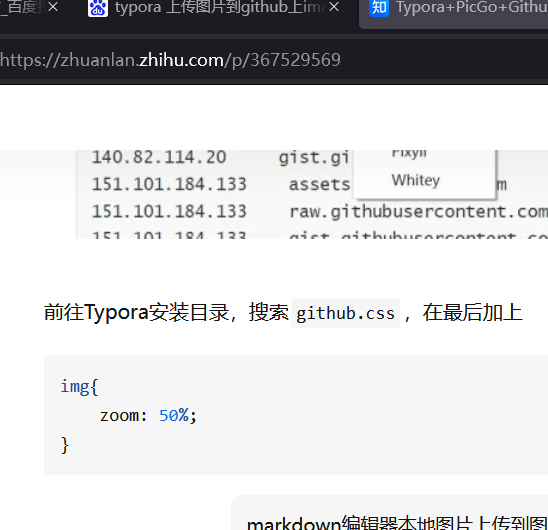 _百度
typora 上传图片到github上
Typora+PicGo+Githu
https://zhuanlan.zhihu.com/p/367529569
140.82.114.20 gist.gi
Pixyll
151.101.184.133 assets m
Whitey
151.101.184.133 raw.githubusercontent.com
151.101.184.133 gist.githubusercontent.co
前往Typora安装目录，搜索 github.css ，在最后加上
img{
zoom: 50%;
}
markdown编辑器本地图片上传到图